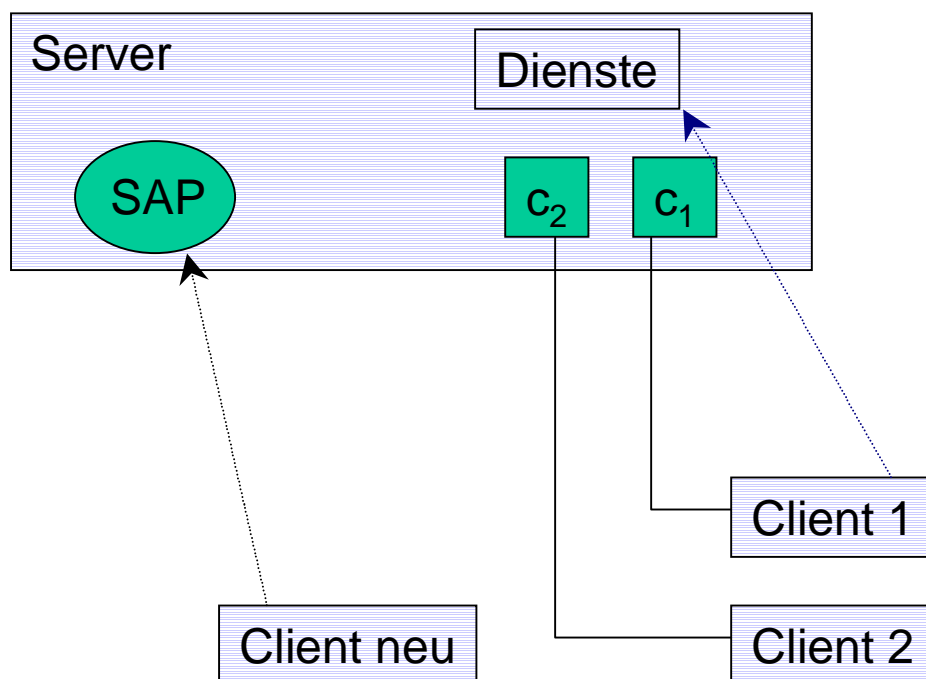 Server
Dienste
SAP
c₂
c₁
Client 1
Client neu
Client 2